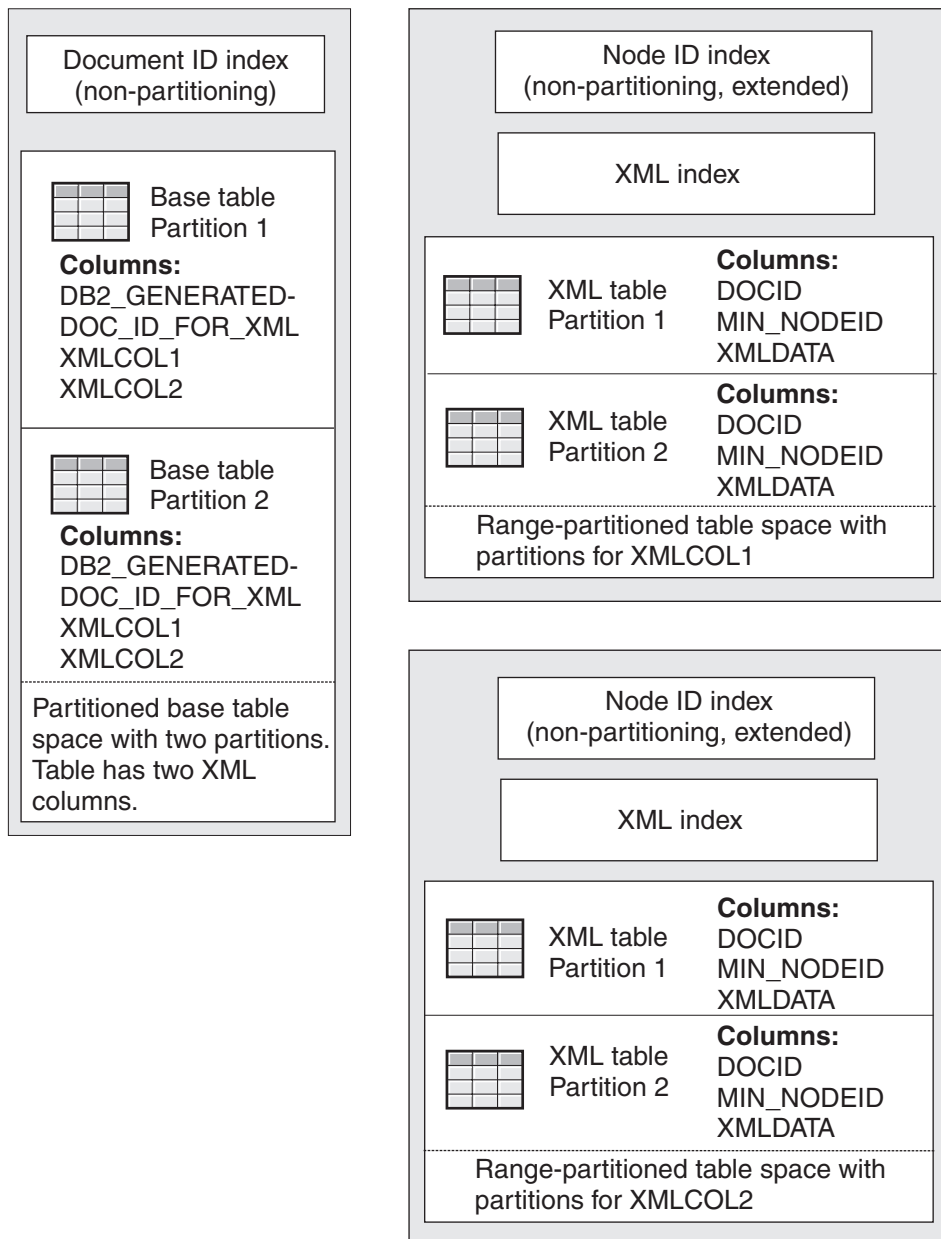 Document ID index
(non-partitioning)
Base table
Partition 1
Columns:
DB2_GENERATED-
DOC_ID_FOR_XML
XMLCOL1
XMLCOL2
Base table
Partition 2
Columns:
DB2_GENERATED-
DOC_ID_FOR_XML
XMLCOL1
XMLCOL2
Partitioned base table
space with two partitions.
Table has two XML
columns.
Node ID index
(non-partitioning, extended)
XML index
XML table
Partition 1
Columns:
DOCID
MIN_NODEID
XMLDATA
XML table
Partition 2
Columns:
DOCID
MIN_NODEID
XMLDATA
Range-partitioned table space with
partitions for XMLCOL1
Node ID index
(non-partitioning, extended)
XML index
XML table
Partition 1
Columns:
DOCID
MIN_NODEID
XMLDATA
XML table
Partition 2
Columns:
DOCID
MIN_NODEID
XMLDATA
Range-partitioned table space with
partitions for XMLCOL2